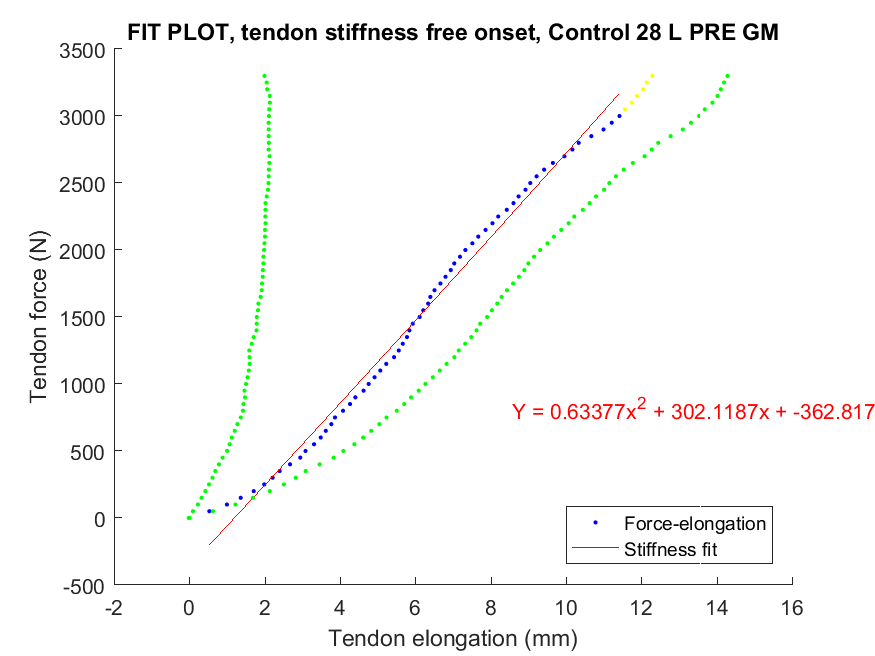 FIT PLOT, tendon stiffness free onset, Control 28 L PRE GM
3500
3000
2500
2000
1500
1000
500
0
-500
Tendon force (N)
Y = 0.63377x² + 302.1187x + -362.817
Force-elongation
Stiffness fit
-2 0 2 4 6 8 10 12 14 16
Tendon elongation (mm)